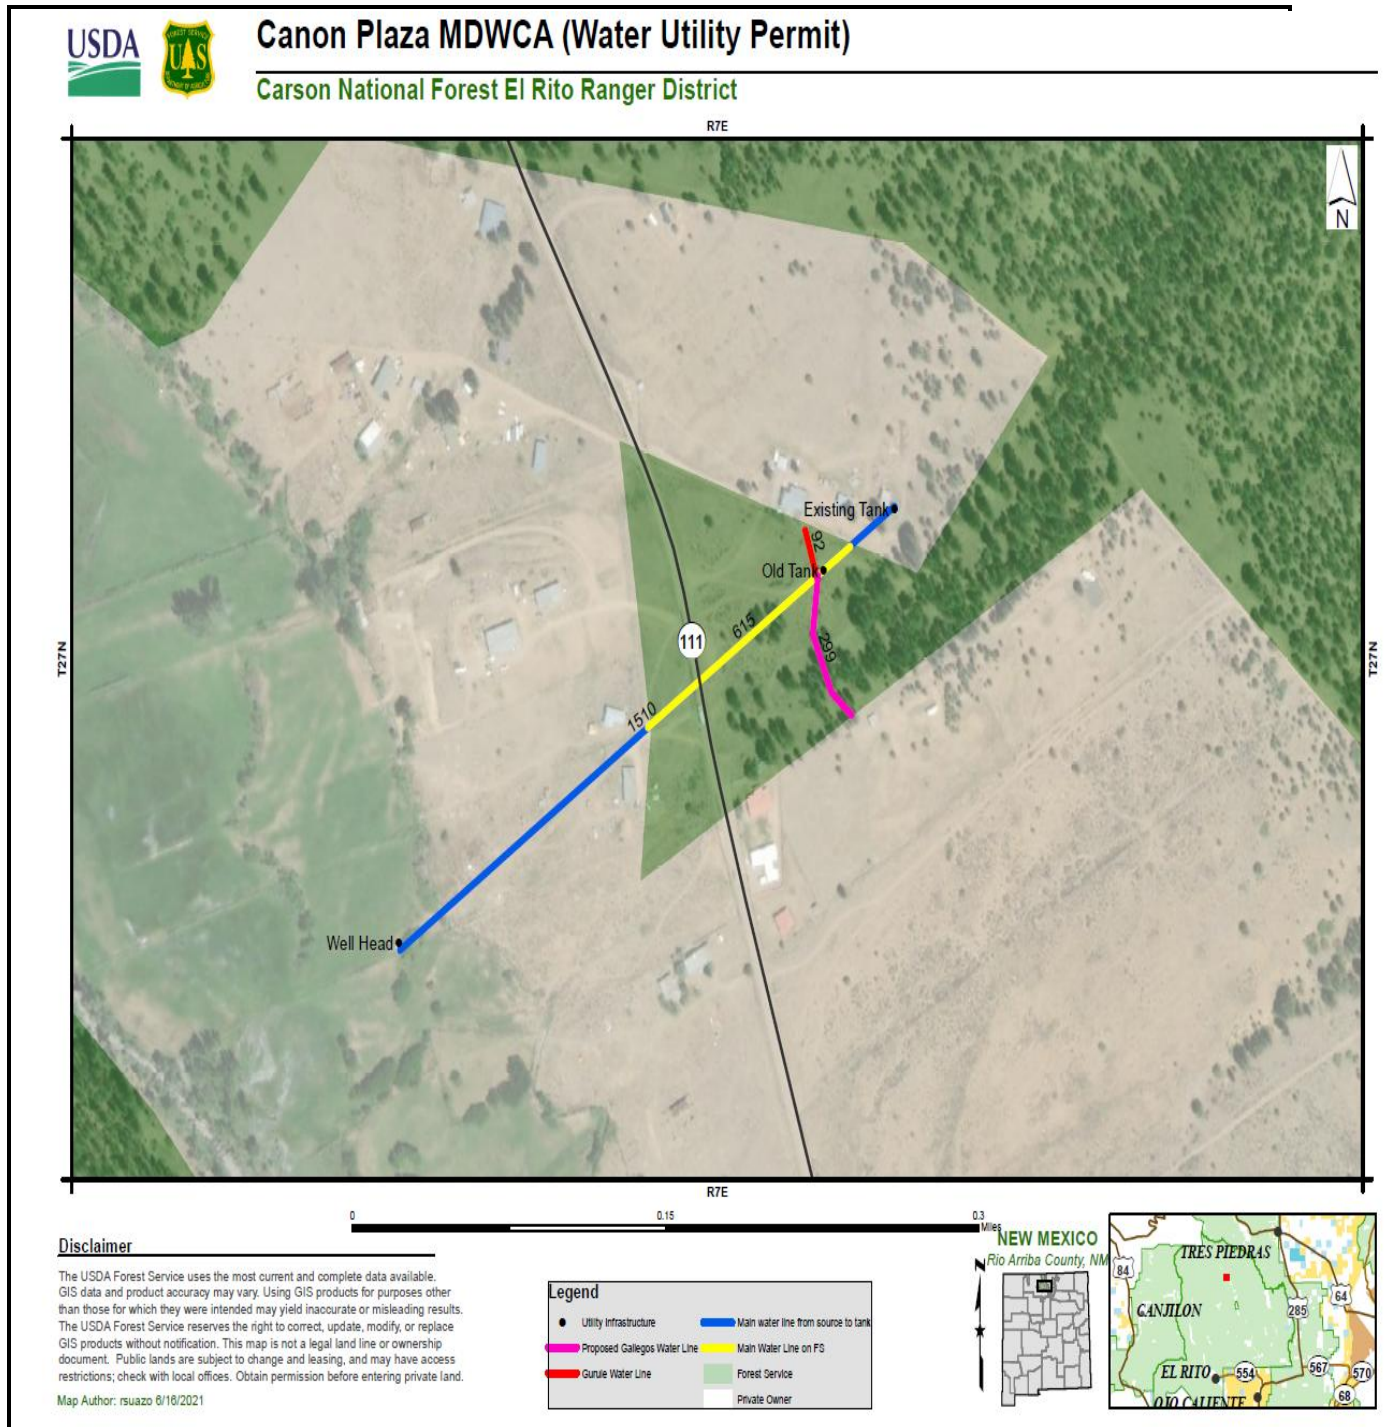 USDA
FOREST SERVICE
U S
DEPARTMENT OF AGRICULTURE
Canon Plaza MDWCA (Water Utility Permit)
Carson National Forest El Rito Ranger District
R7E
N
T27N
T27N
Existing Tank
92
Old Tank
615
111
299
1510
Well Head
R7E
0
0.15
0.3
Miles
Disclaimer
The USDA Forest Service uses the most current and complete data available.
GIS data and product accuracy may vary. Using GIS products for purposes other
than those for which they were intended may yield inaccurate or misleading results.
The USDA Forest Service reserves the right to correct, update, modify, or replace
GIS products without notification. This map is not a legal land line or ownership
document. Public lands are subject to change and leasing, and may have access
restrictions; check with local offices. Obtain permission before entering private land.
Map Author: rsuazo 6/16/2021
Legend
Utility Infrastructure
Main water line from source to tank
Proposed Gallegos Water Line
Main Water Line on FS
Gurule Water Line
Forest Service
Private Owner
NEW MEXICO
Rio Arriba County, NM
N
TRES PIEDRAS
84
64
CANJILON
285
EL RITO
554
567
570
68
OJO CALIENTE